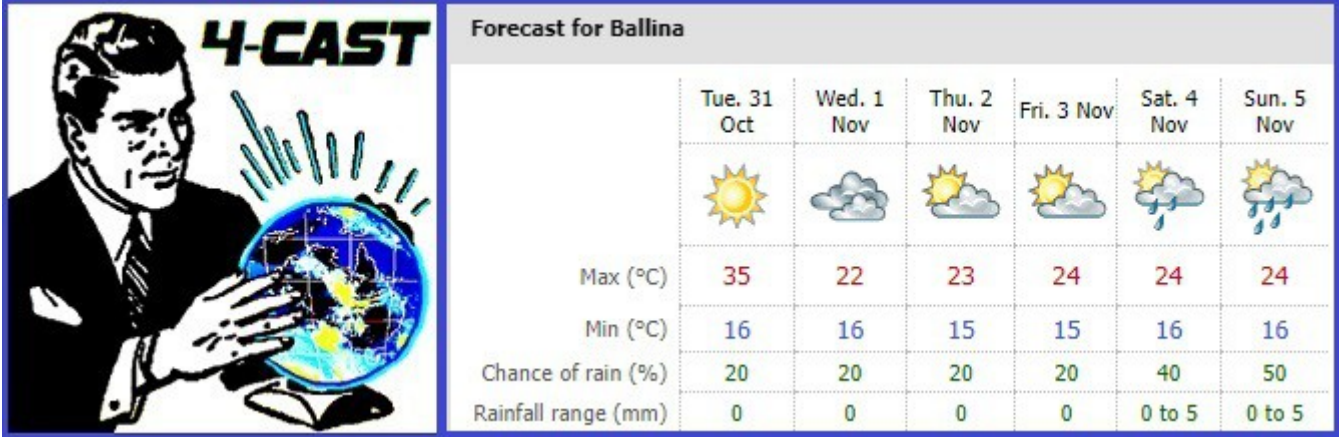 4-CAST
Forecast for Ballina
Tue. 31 Oct Wed. 1 Nov Thu. 2 Nov Fri. 3 Nov Sat. 4 Nov Sun. 5 Nov
Max (°C) 35 22 23 24 24 24
Min (°C) 16 16 15 15 16 16
Chance of rain (%) 20 20 20 20 40 50
Rainfall range (mm) 0 0 0 0 0 to 5 0 to 5